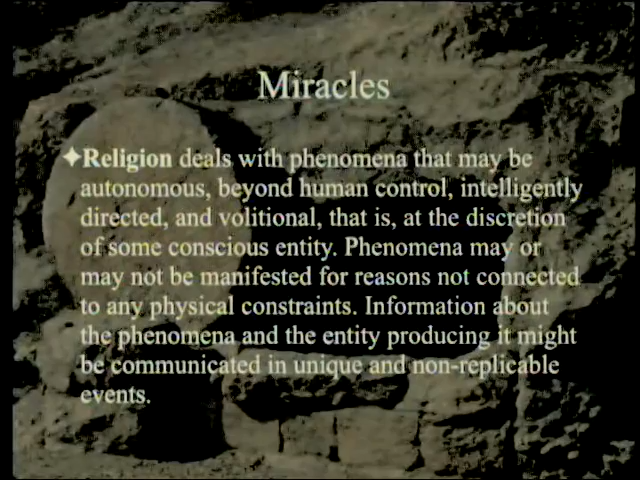 Miracles
✦Religion deals with phenomena that may be
autonomous, beyond human control, intelligently
directed, and volitional, that is, at the discretion
of some conscious entity. Phenomena may or
may not be manifested for reasons not connected
to any physical constraints. Information about
the phenomena and the entity producing it might
be communicated in unique and non-replicable
events.